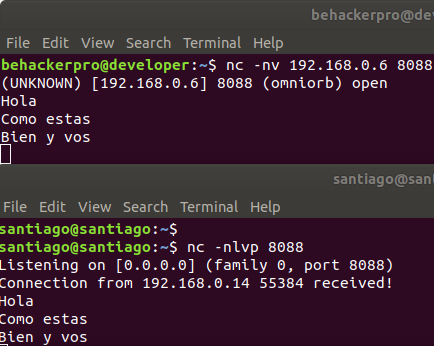 behackerpro@de
File Edit View Search Terminal Help
behackerpro@developer:~$ nc -nv 192.168.0.6 8088
(UNKNOWN) [192.168.0.6] 8088 (omniorb) open
Hola
Como estas
Bien y vos
santiago@san
File Edit View Search Terminal Help
santiago@santiago:~$
santiago@santiago:~$ nc -nlvp 8088
Listening on [0.0.0.0] (family 0, port 8088)
Connection from 192.168.0.14 55384 received!
Hola
Como estas
Bien y vos